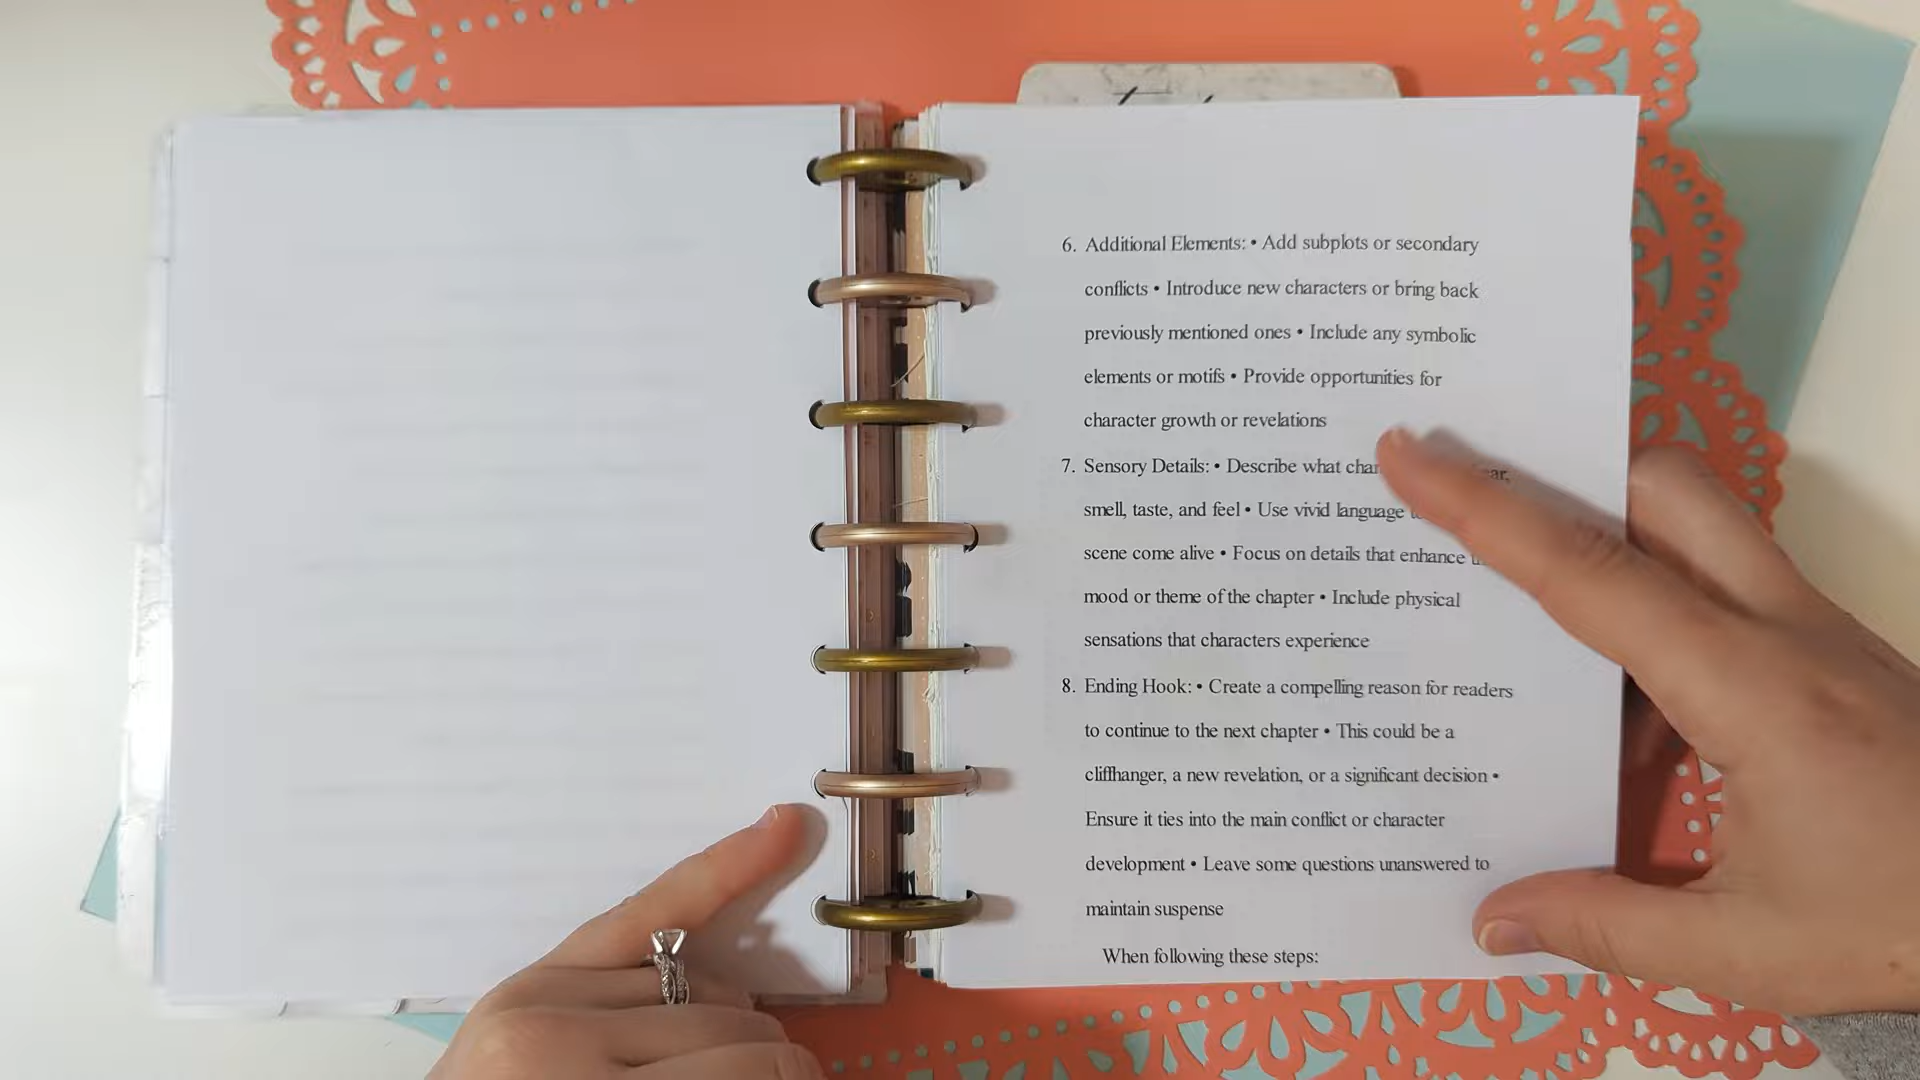 6. Additional Elements: • Add subplots or secondary
conflicts • Introduce new characters or bring back
previously mentioned ones • Include any symbolic
elements or motifs • Provide opportunities for
character growth or revelations
7. Sensory Details: • Describe what
smell, taste, and feel • Use vivid language
scene come alive • Focus on details that enhance
mood or theme of the chapter • Include physical
sensations that characters experience
8. Ending Hook: • Create a compelling reason for readers
to continue to the next chapter • This could be a
cliffhanger, a new revelation, or a significant decision •
Ensure it ties into the main conflict or character
development • Leave some questions unanswered to
maintain suspense
When following these steps: